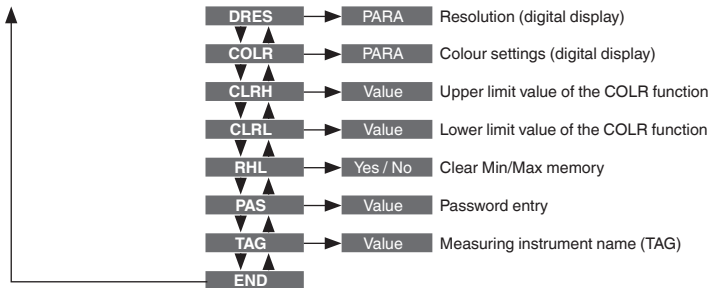 DRES PARA Resolution (digital display)
COLR PARA Colour settings (digital display)
CLRH Value Upper limit value of the COLR function
CLRL Value Lower limit value of the COLR function
RHL Yes / No Clear Min/Max memory
PAS Value Password entry
TAG Value Measuring instrument name (TAG)
END